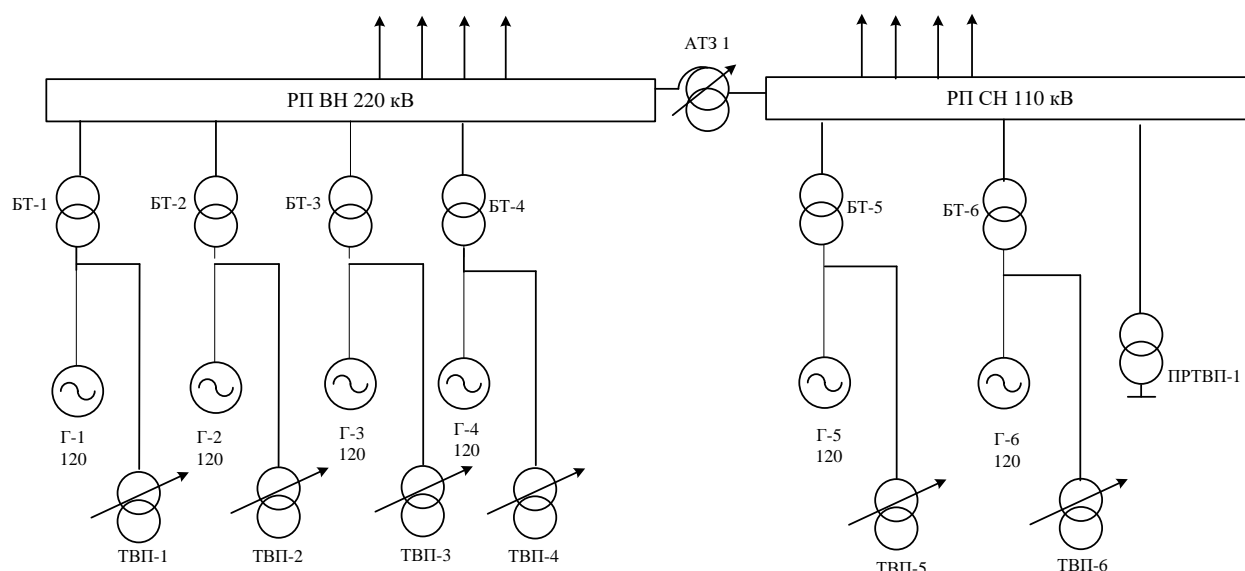 АТЗ 1
РП ВН 220 кВ
РП СН 110 кВ
БТ-1
БТ-2
БТ-3
БТ-4
БТ-5
БТ-6
ПРТВП-1
Г-1
120
Г-2
120
Г-3
120
Г-4
120
Г-5
120
Г-6
120
ТВП-1
ТВП-2
ТВП-3
ТВП-4
ТВП-5
ТВП-6